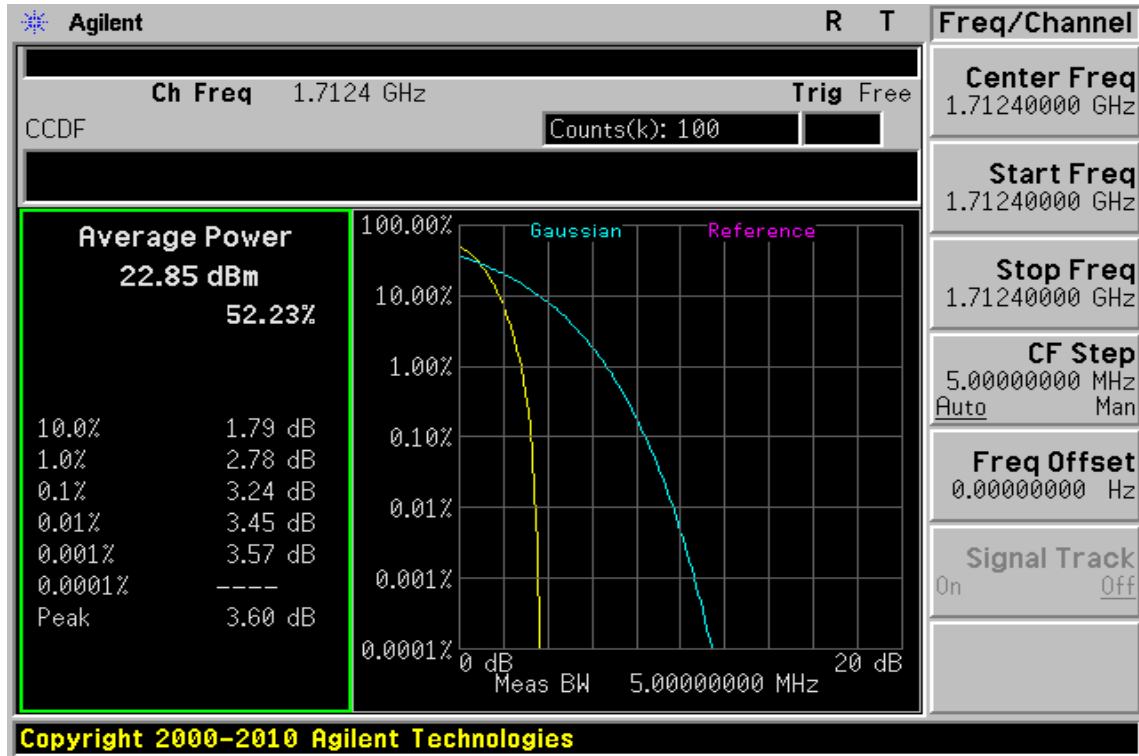 Agilent R T
Ch Freq 1.7124 GHz Trig Free
CCDF Counts(k): 100
Average Power
22.85 dBm
52.23%
10.0% 1.79 dB
1.0% 2.78 dB
0.1% 3.24 dB
0.01% 3.45 dB
0.001% 3.57 dB
0.0001% ----
Peak 3.60 dB
Gaussian Reference
100.00%
10.00%
1.00%
0.10%
0.01%
0.001%
0.0001%
0 dB 20 dB
Meas BW 5.00000000 MHz
Freq/Channel
Center Freq
1.71240000 GHz
Start Freq
1.71240000 GHz
Stop Freq
1.71240000 GHz
CF Step
5.00000000 MHz
Auto Man
Freq Offset
0.00000000 Hz
Signal Track
On Off
Copyright 2000-2010 Agilent Technologies